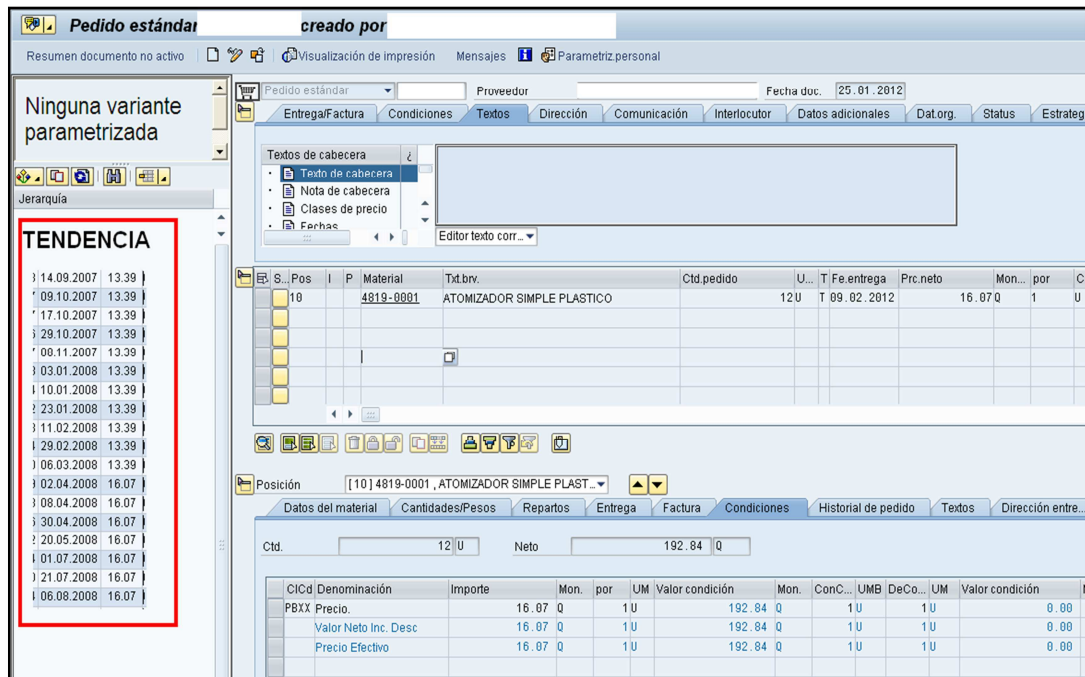 Pedido estándar creado por
Resumen documento no activo Visualización de impresión Mensajes Parametriz.personal
Ninguna variante
parametrizada
Jerarquía
TENDENCIA
14.09.2007 13.39
09.10.2007 13.39
17.10.2007 13.39
29.10.2007 13.39
00.11.2007 13.39
03.01.2008 13.39
10.01.2008 13.39
23.01.2008 13.39
11.02.2008 13.39
29.02.2008 13.39
06.03.2008 13.39
02.04.2008 16.07
08.04.2008 16.07
30.04.2008 16.07
20.05.2008 16.07
01.07.2008 16.07
21.07.2008 16.07
06.08.2008 16.07
Pedido estándar Proveedor Fecha doc. 25.01.2012
Entrega/Factura Condiciones Textos Dirección Comunicación Interlocutor Datos adicionales Dat.org. Status Estrateg
Textos de cabecera
Texto de cabecera
Nota de cabecera
Clases de precio
Fechas
Editor texto corr...
S... Pos I P Material Txt.brv. Ctd.pedido U... T Fe.entrega Prc.neto Mon... por C
10 4819-0001 ATOMIZADOR SIMPLE PLASTICO 12 U T 09.02.2012 16.07 Q 1 U
Posición [ 10 ] 4819-0001 , ATOMIZADOR SIMPLE PLAST...
Datos del material Cantidades/Pesos Repartos Entrega Factura Condiciones Historial de pedido Textos Dirección entre...
Ctd. 12 U Neto 192.84 Q
ClCd Denominación Importe Mon. por UM Valor condición Mon. ConC... UMB DeCo... UM Valor condición
PBXX Precio. 16.07 Q 1 U 192.84 Q 1 U 1 U 0.00
Valor Neto Inc. Desc 16.07 Q 1 U 192.84 Q 1 U 1 U 0.00
Precio Efectivo 16.07 Q 1 U 192.84 Q 1 U 1 U 0.00